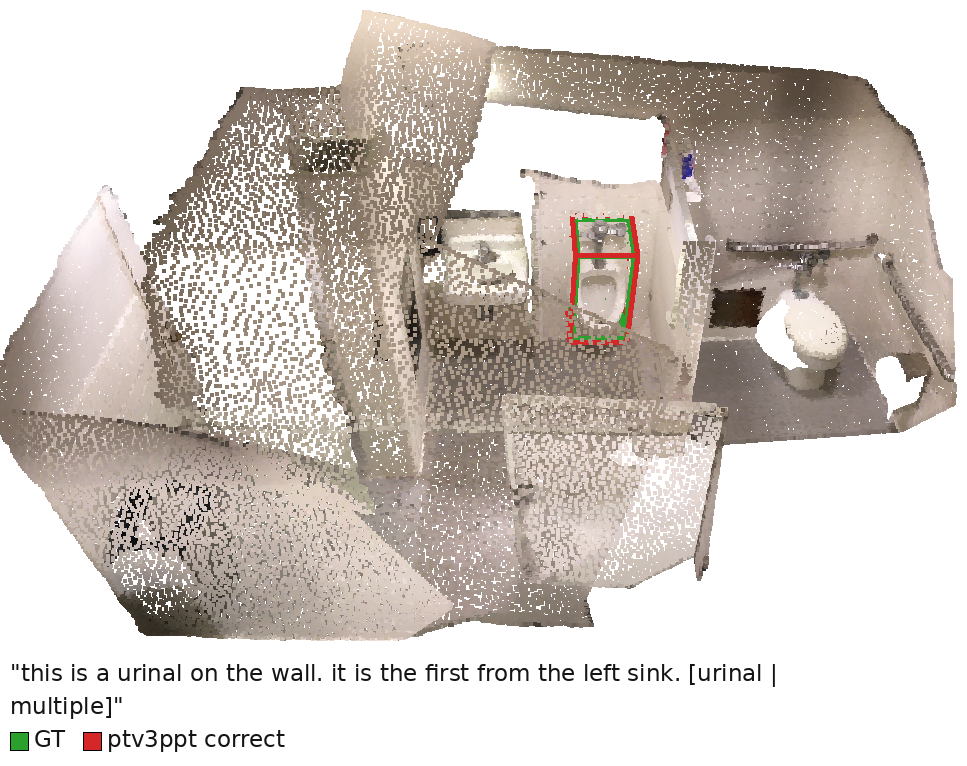 "this is a urinal on the wall. it is the first from the left sink. [urinal |
multiple]"
GT ptv3ppt correct